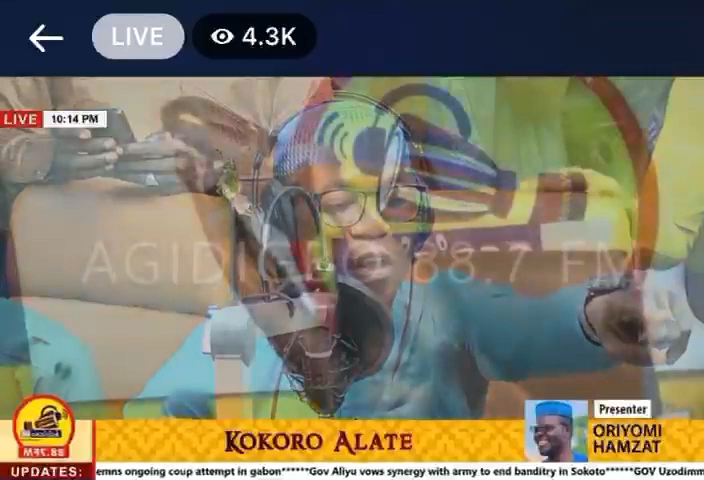 LIVE 4.3K
LIVE 10:14 PM
AGIDIGBO 88.7 FM
Presenter
KOKORO ALATE
ORIYOMI
HAMZAT
UPDATES: emns ongoing coup attempt in gabon******Gov Aliyu vows synergy with army to end banditry in Sokoto******GOV Uzodimm